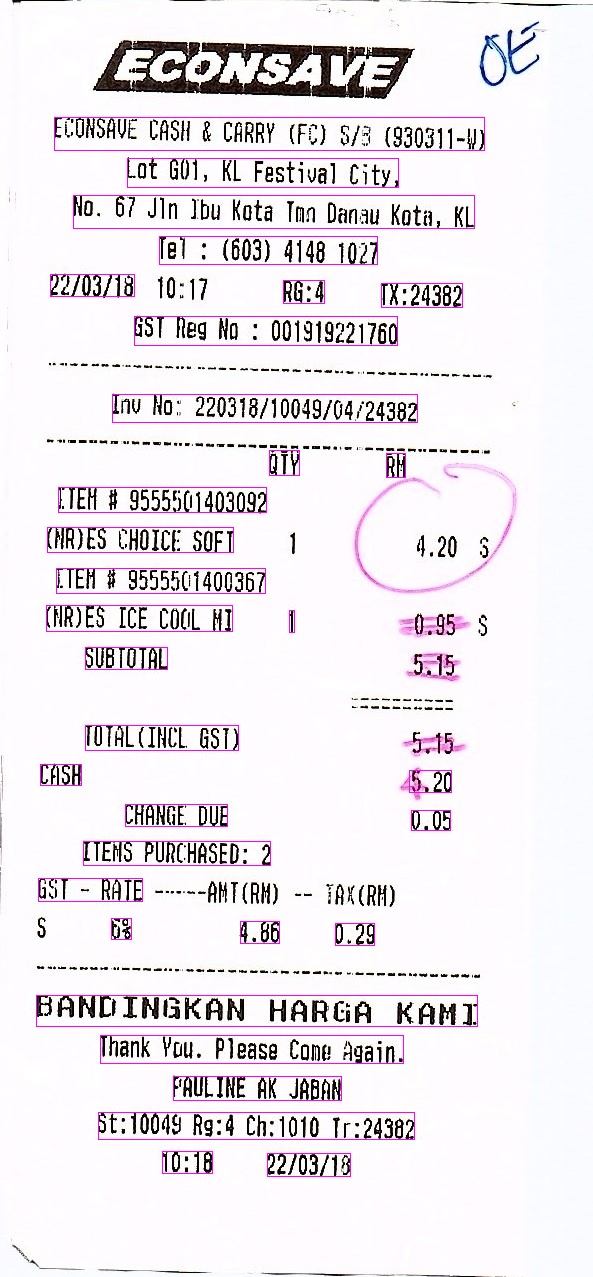 ECONSAVE
OE
ECONSAVE CASH & CARRY (FC) S/B (930311-W)
Lot G01, KL Festival City,
No. 67 Jln Ibu Kota Tmn Danau Kota, KL
Tel : (603) 4148 1027
22/03/18 10:17 RG:4 TX:24382
GST Reg No : 001919221760
Inv No: 220318/10049/04/24382
QTY RM
ITEM # 9555501403092
(NR)ES CHOICE SOFT 1 4.20 S
ITEM # 9555501400367
(NR)ES ICE COOL MI 1 0.95 S
SUBTOTAL 5.15
==========
TOTAL(INCL GST) 5.15
CASH 5.20
CHANGE DUE 0.05
ITEMS PURCHASED: 2
GST - RATE ------AMT(RM) -- TAX(RM)
S 6% 4.86 0.29
BANDINGKAN HARGA KAMI
Thank You. Please Come Again.
PAULINE AK JABAN
St:10049 Rg:4 Ch:1010 Tr:24382
10:18 22/03/18